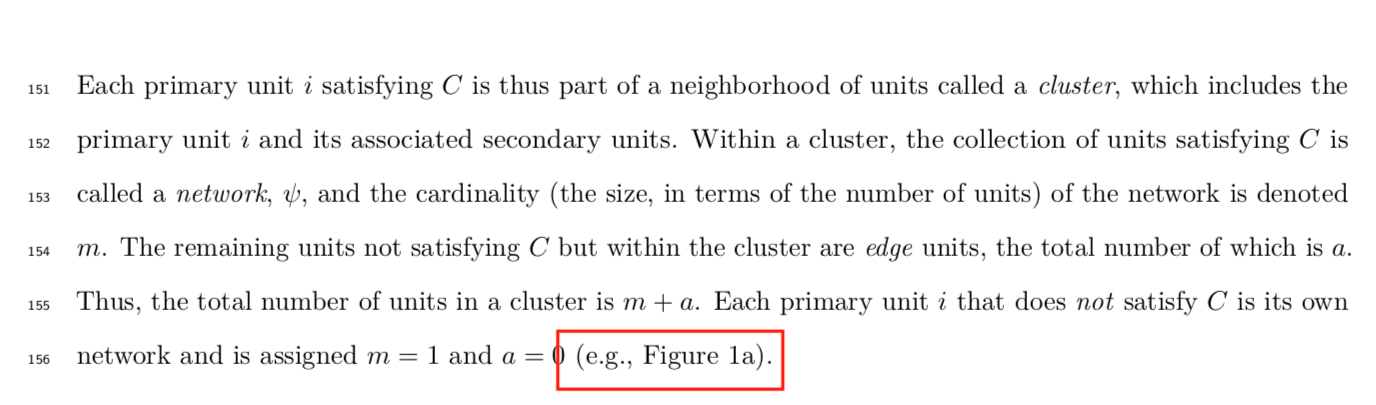 151 Each primary unit i satisfying C is thus part of a neighborhood of units called a cluster, which includes the
152 primary unit i and its associated secondary units. Within a cluster, the collection of units satisfying C is
153 called a network, ψ, and the cardinality (the size, in terms of the number of units) of the network is denoted
154 m. The remaining units not satisfying C but within the cluster are edge units, the total number of which is a.
155 Thus, the total number of units in a cluster is m + a. Each primary unit i that does not satisfy C is its own
156 network and is assigned m = 1 and a = 0 (e.g., Figure 1a).